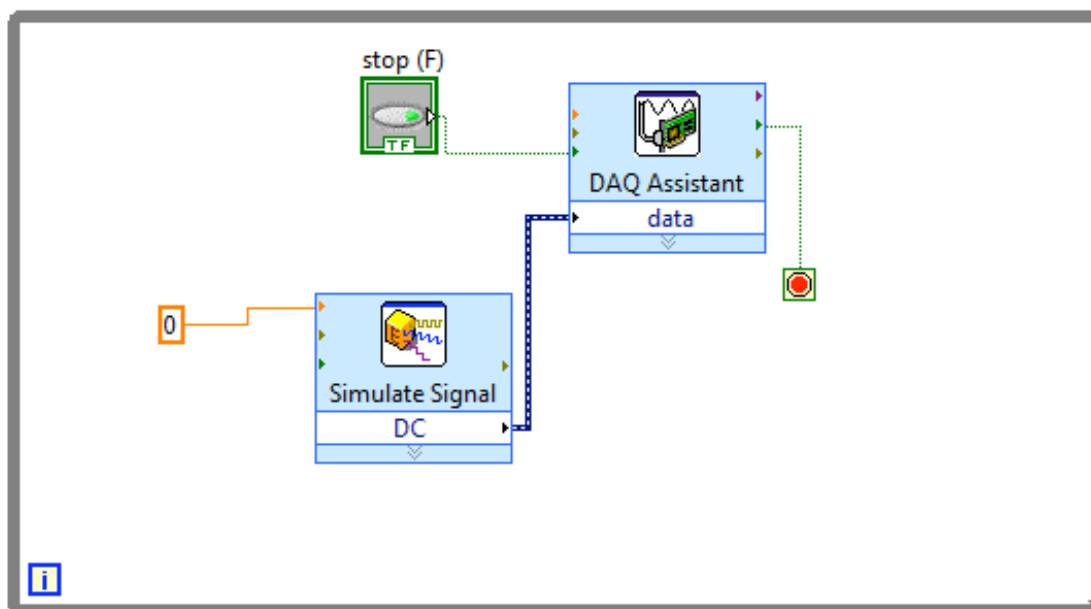 stop (F)
TF
DAQ Assistant
data
0
Simulate Signal
DC
i